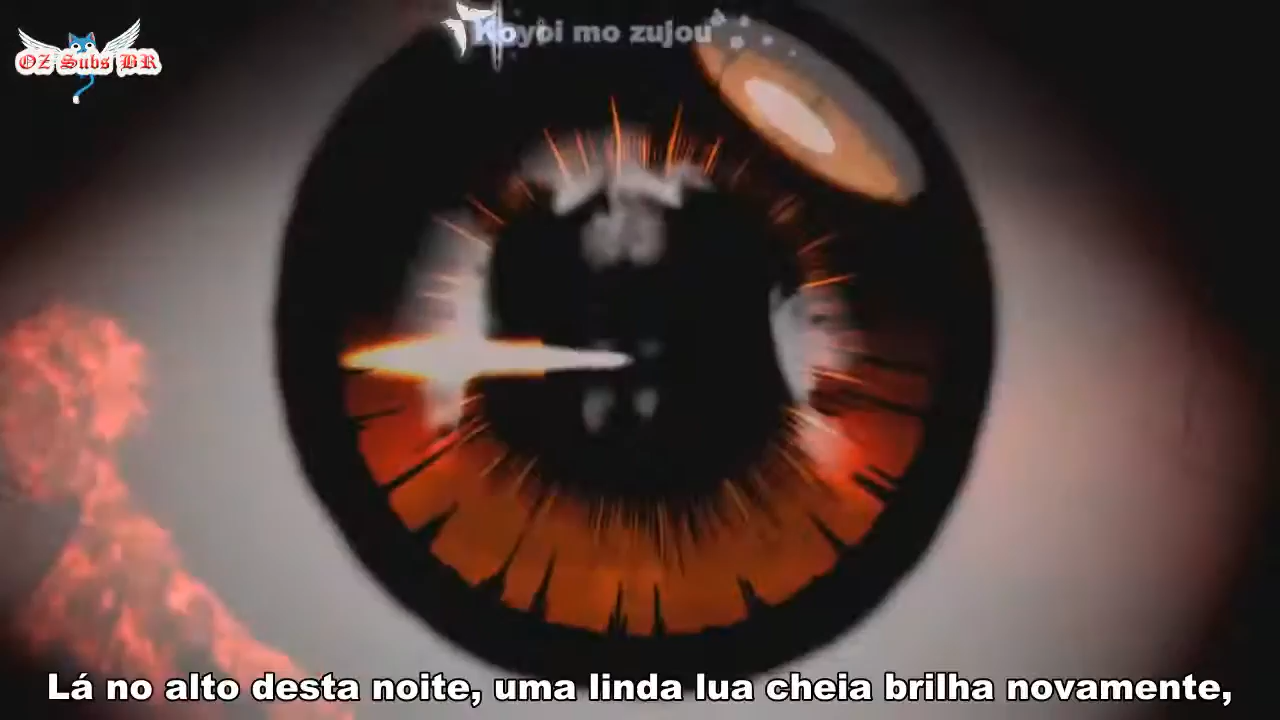 Koyoi mo zujou
OZ Subs BR
Lá no alto desta noite, uma linda lua cheia brilha novamente,